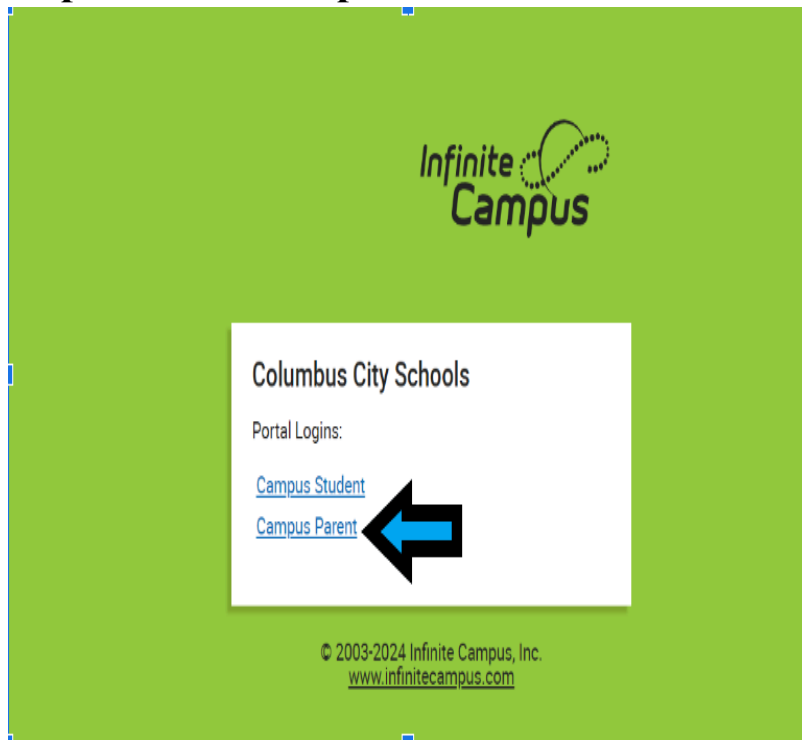 Infinite
Campus
Columbus City Schools
Portal Logins:
Campus Student
Campus Parent
© 2003-2024 Infinite Campus, Inc.
www.infinitecampus.com